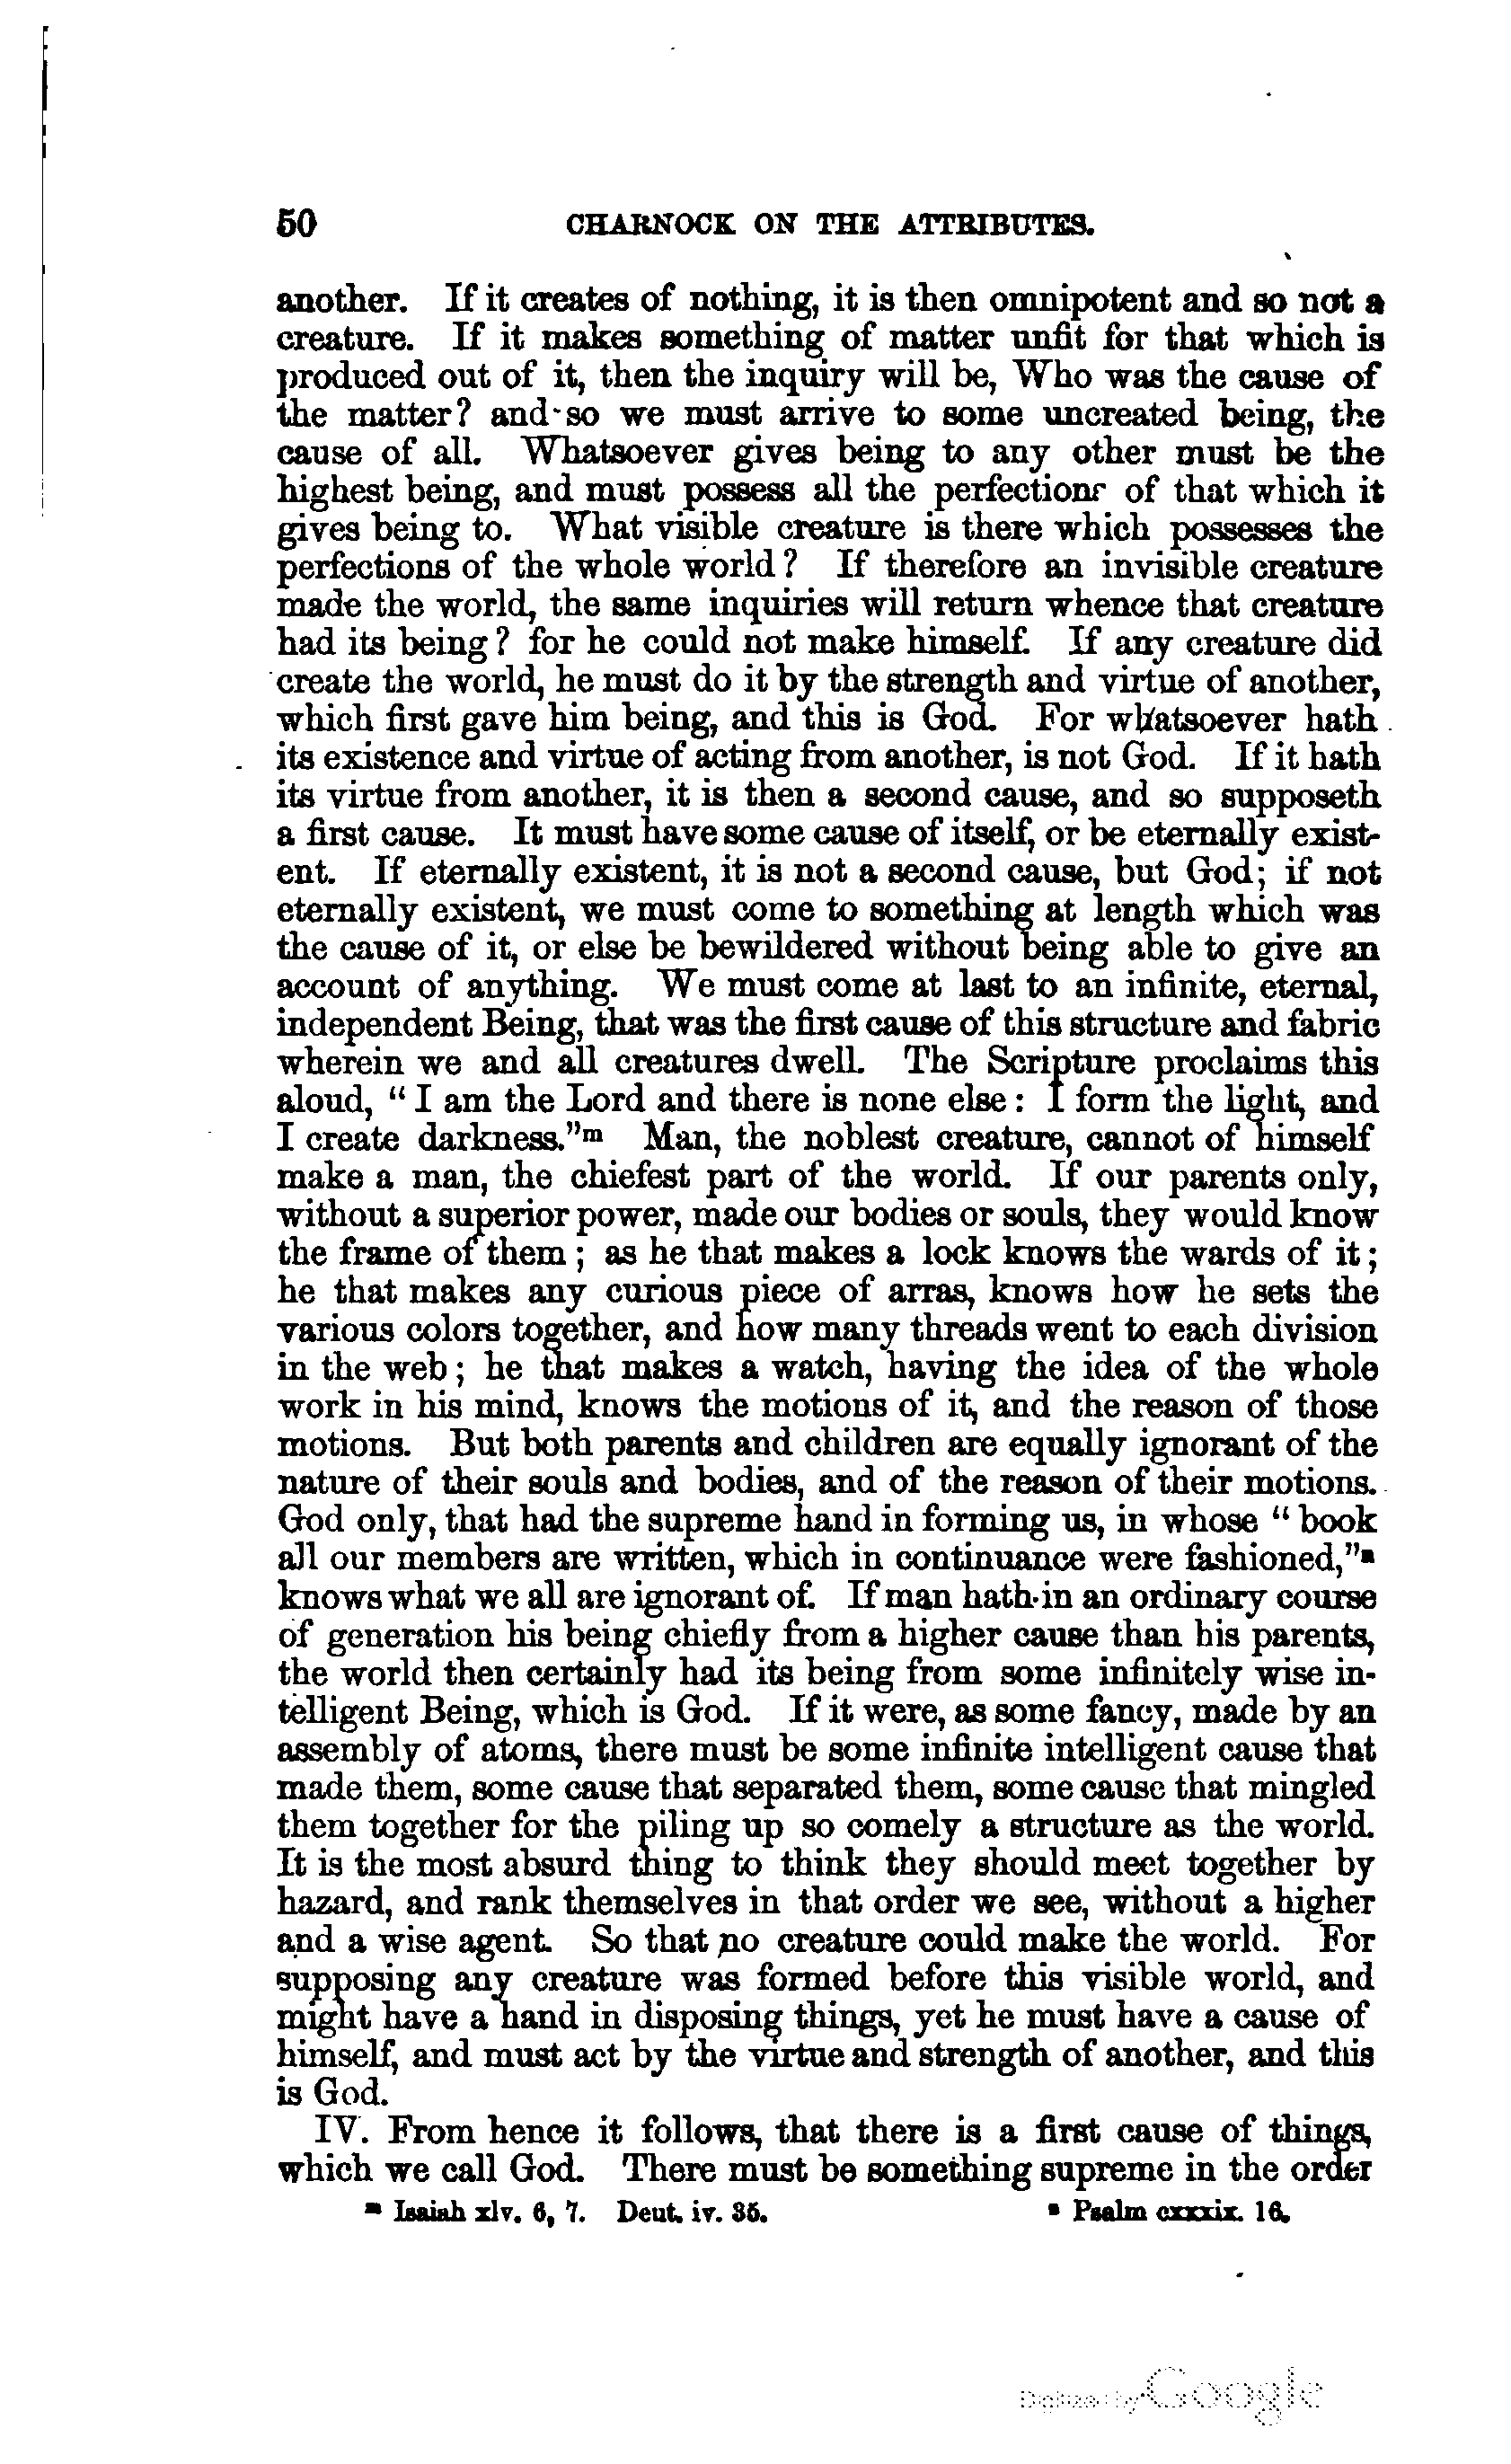 50 CHARNOCK ON THE ATTRIBUTES.
another. If it creates of nothing, it is then omnipotent and so not a
creature. If it makes something of matter unfit for that which is
produced out of it, then the inquiry will be, Who was the cause of
the matter? and so we must arrive to some uncreated being, the
cause of all. Whatsoever gives being to any other must be the
highest being, and must possess all the perfections of that which it
gives being to. What visible creature is there which possesses the
perfections of the whole world? If therefore an invisible creature
made the world, the same inquiries will return whence that creature
had its being? for he could not make himself. If any creature did
create the world, he must do it by the strength and virtue of another,
which first gave him being, and this is God. For whatsoever hath
its existence and virtue of acting from another, is not God. If it hath
its virtue from another, it is then a second cause, and so supposeth
a first cause. It must have some cause of itself, or be eternally exist-
ent. If eternally existent, it is not a second cause, but God; if not
eternally existent, we must come to something at length which was
the cause of it, or else be bewildered without being able to give an
account of anything. We must come at last to an infinite, eternal,
independent Being, that was the first cause of this structure and fabric
wherein we and all creatures dwell. The Scripture proclaims this
aloud, "I am the Lord and there is none else: I form the light, and
I create darkness."m Man, the noblest creature, cannot of himself
make a man, the chiefest part of the world. If our parents only,
without a superior power, made our bodies or souls, they would know
the frame of them; as he that makes a lock knows the wards of it;
he that makes any curious piece of arras, knows how he sets the
various colors together, and how many threads went to each division
in the web; he that makes a watch, having the idea of the whole
work in his mind, knows the motions of it, and the reason of those
motions. But both parents and children are equally ignorant of the
nature of their souls and bodies, and of the reason of their motions.
God only, that had the supreme hand in forming us, in whose "book
all our members are written, which in continuance were fashioned,"n
knows what we all are ignorant of. If man hath in an ordinary course
of generation his being chiefly from a higher cause than his parents,
the world then certainly had its being from some infinitely wise in-
telligent Being, which is God. If it were, as some fancy, made by an
assembly of atoms, there must be some infinite intelligent cause that
made them, some cause that separated them, some cause that mingled
them together for the piling up so comely a structure as the world.
It is the most absurd thing to think they should meet together by
hazard, and rank themselves in that order we see, without a higher
and a wise agent. So that no creature could make the world. For
supposing any creature was formed before this visible world, and
might have a hand in disposing things, yet he must have a cause of
himself, and must act by the virtue and strength of another, and this
is God.
IV. From hence it follows, that there is a first cause of things,
which we call God. There must be something supreme in the order
m Isaiah xlv. 6, 7. Deut. iv. 35. n Psalm cxxxix. 16.
Digitized by Google